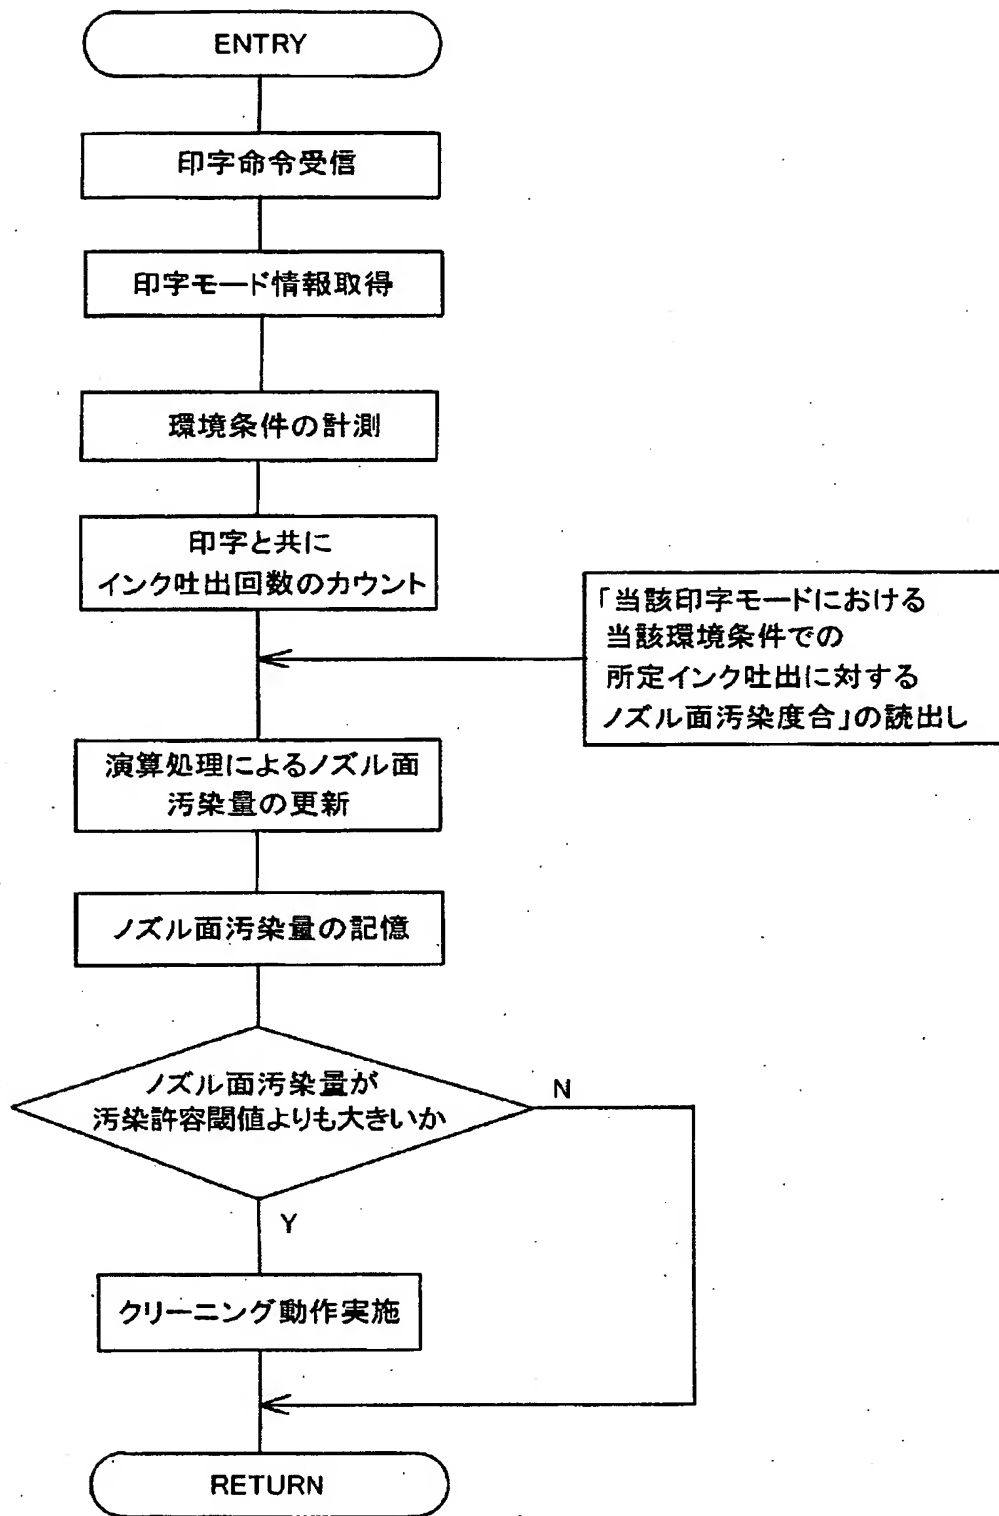 ENTRY
印字命令受信
印字モード情報取得
環境条件の計測
印字と共に
インク吐出回数のカウント
「当該印字モードにおける
当該環境条件での
所定インク吐出に対する
ノズル面汚染度合」の読出し
演算処理によるノズル面
汚染量の更新
ノズル面汚染量の記憶
ノズル面汚染量が
汚染許容閾値よりも大きいか
N
Y
クリーニング動作実施
RETURN